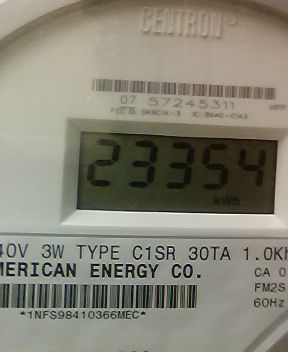 CENTRON®
07 57245311
23354
kWh
40V 3W TYPE C1SR 30TA 1.0Kh
MERICAN ENERGY CO.
CA 0
FM2S
60Hz
*1NFS98410366MEC*